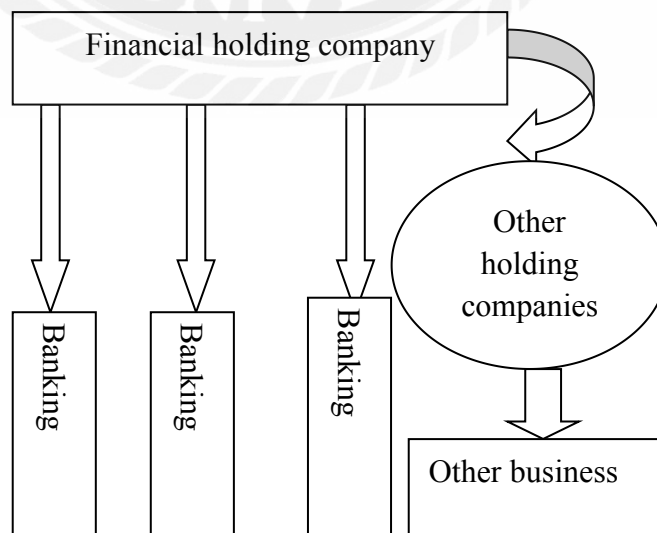 Financial holding company
Other
holding
companies
Banking
Banking
Banking
Other business